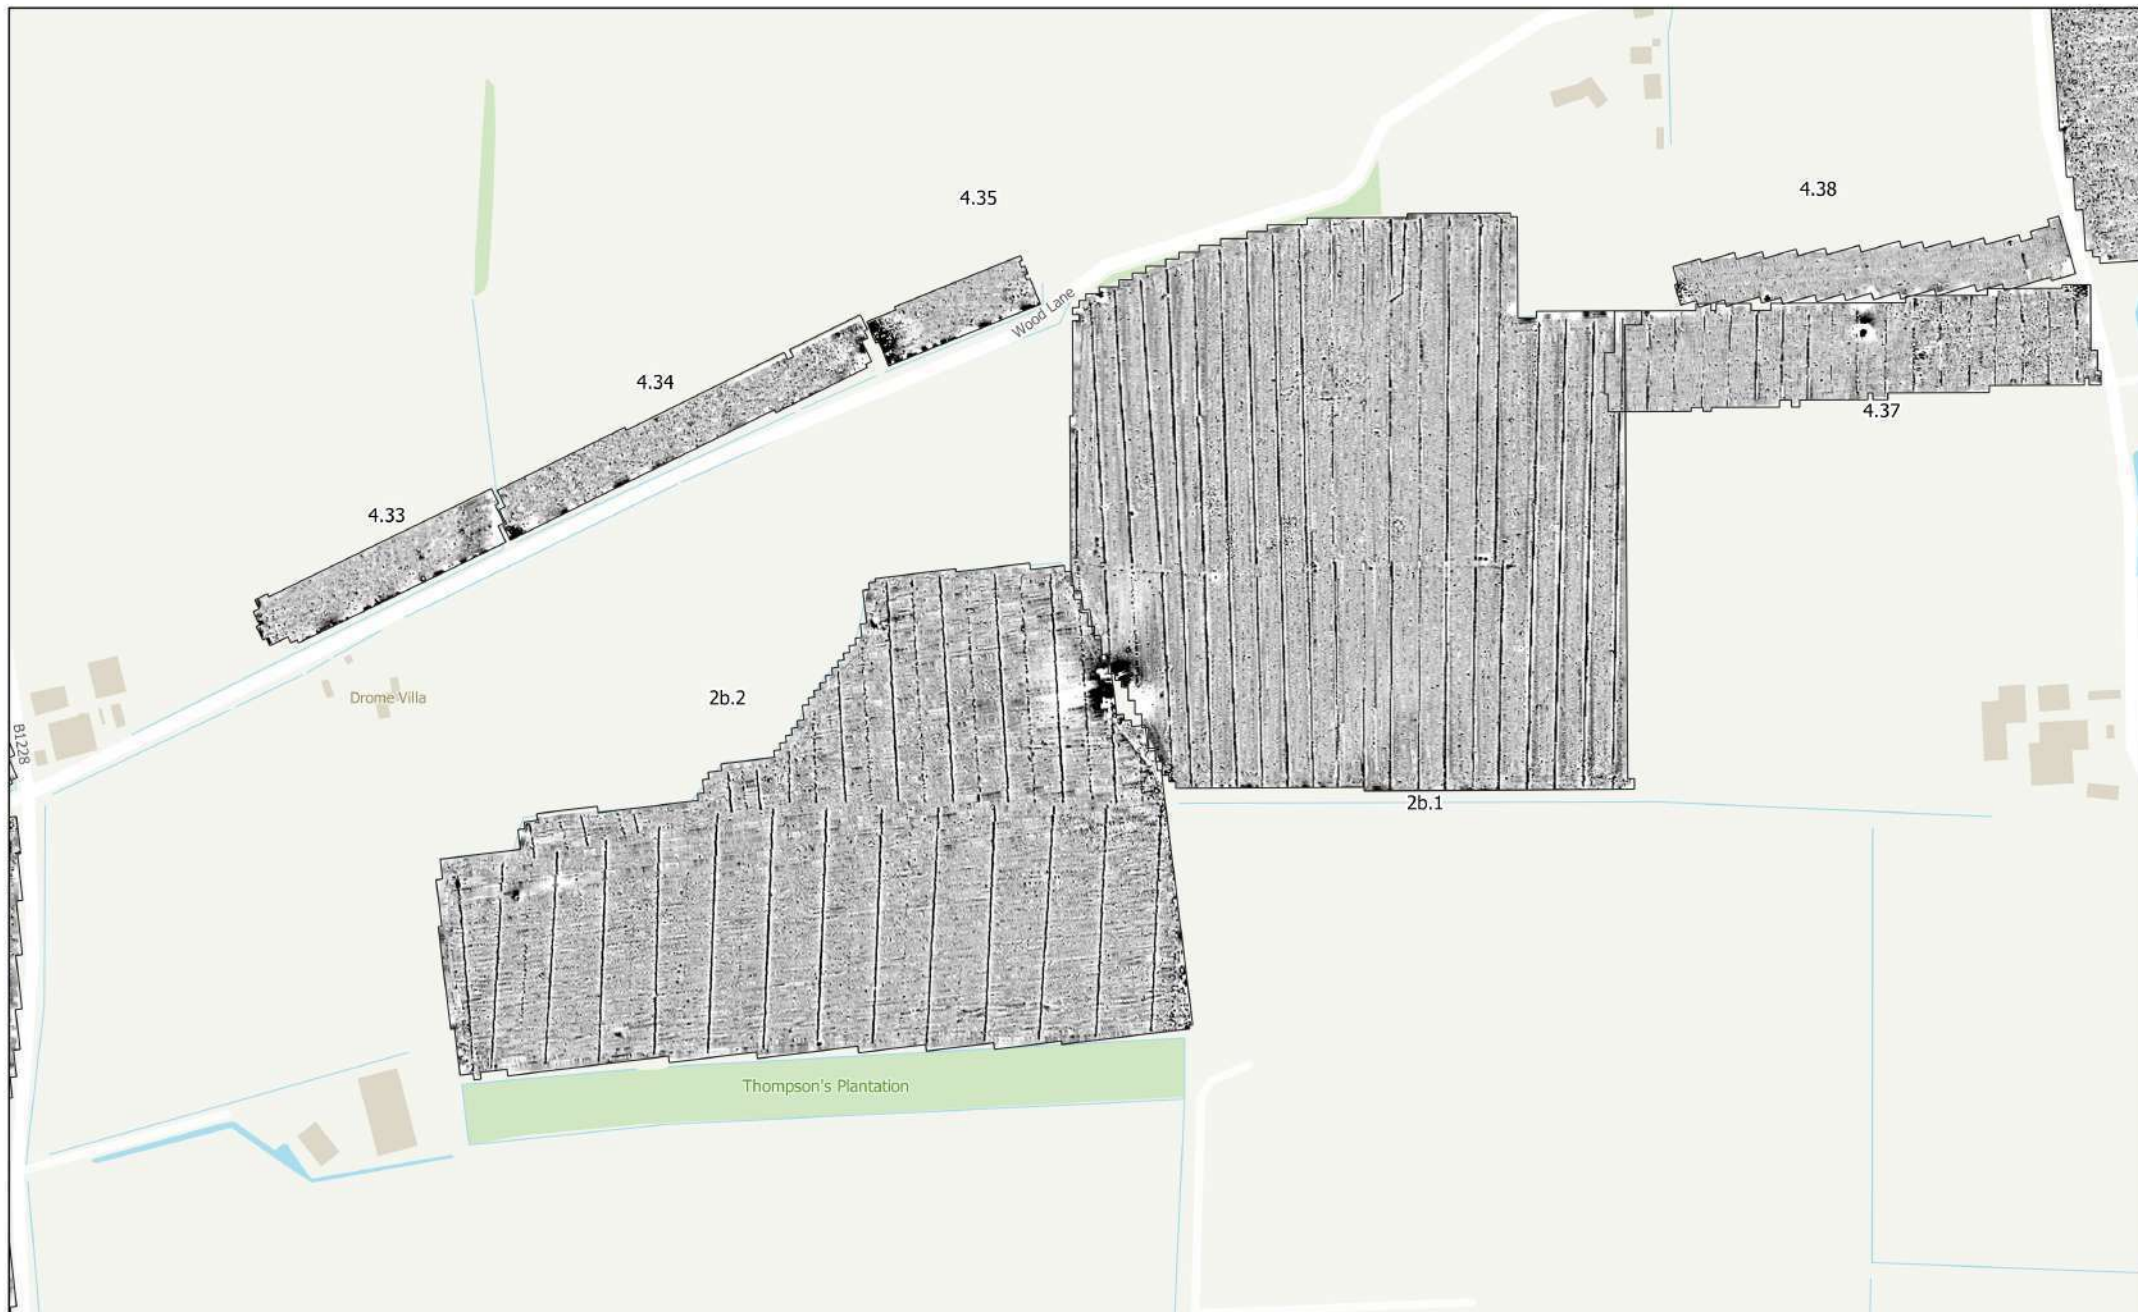 4.38
4.35
Wood Lane
4.34
4.37
4.33
Drome Villa
2b.2
B1228
2b.1
Thompson's Plantation